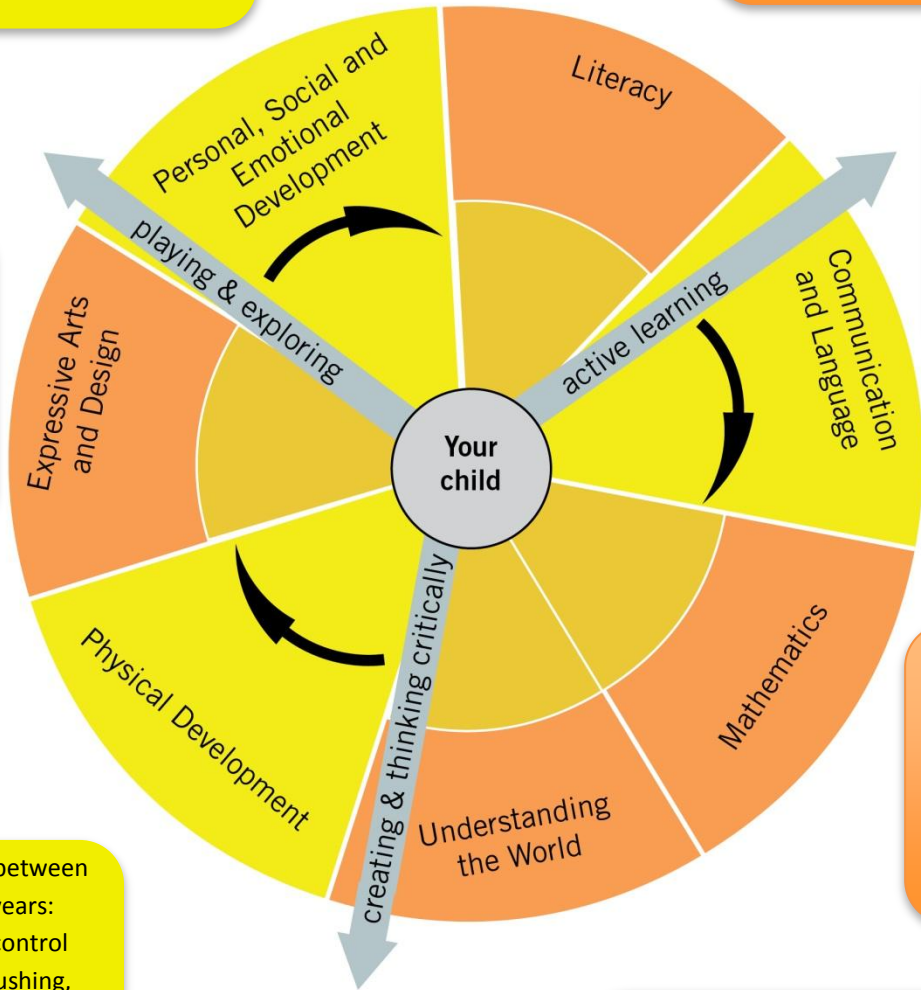 Personal, Social and
Emotional
Development
Literacy
Communication
and Language
playing & exploring
active learning
Expressive Arts
and Design
Your
child
creating & thinking critically
Mathematics
Physical Development
Understanding
the World
between
years:
control
ushing,